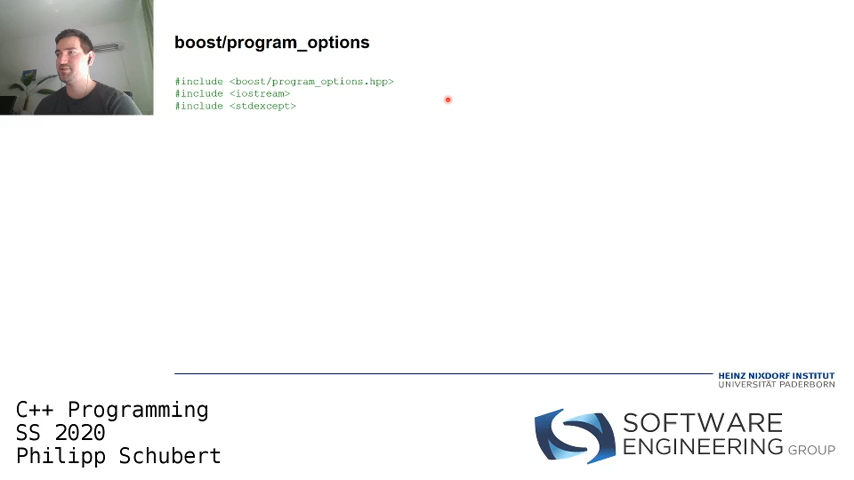 boost/program_options
#include <boost/program_options.hpp>
#include <iostream>
#include <stdexcept>
HEINZ NIXDORF INSTITUT
UNIVERSITÄT PADERBORN
C++ Programming
SS 2020
Philipp Schubert
SOFTWARE
ENGINEERING GROUP